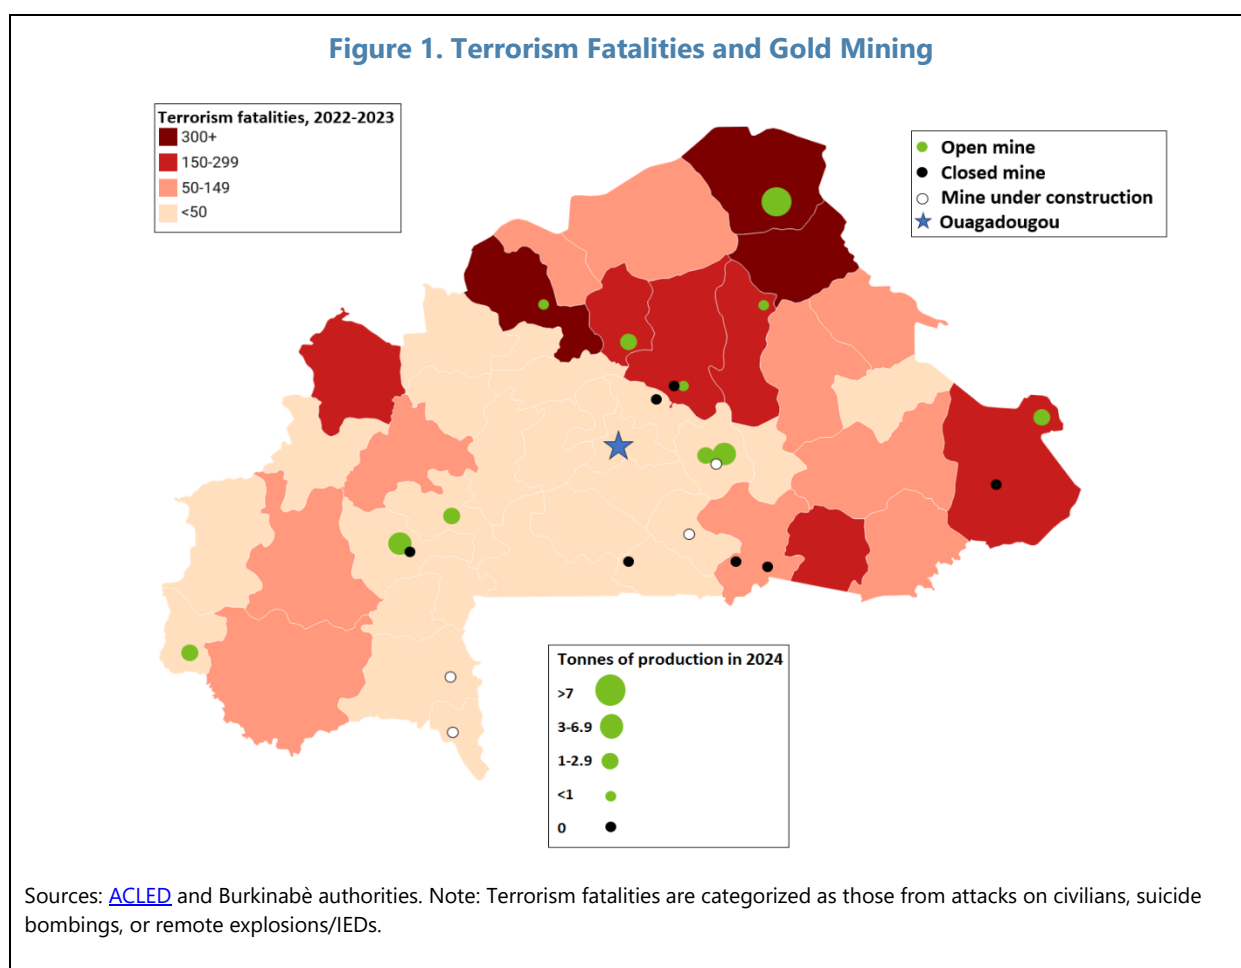 Figure 1. Terrorism Fatalities and Gold Mining
Terrorism fatalities, 2022-2023
300+
150-299
50-149
<50
Open mine
Closed mine
Mine under construction
Ouagadougou
Tonnes of production in 2024
>7
3-6.9
1-2.9
<1
0
Sources: ACLED and Burkinabè authorities. Note: Terrorism fatalities are categorized as those from attacks on civilians, suicide
bombings, or remote explosions/IEDs.